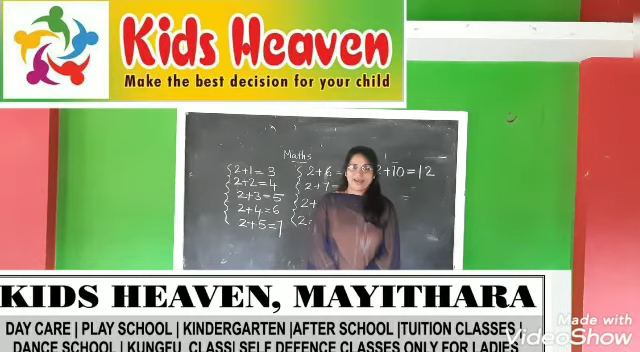 Kids Heaven
Make the best decision for your child
Maths
2+1=3
2+2=4
2+3=5
2+4=6
2+5=7
2+6=
2+7=
2+
2+10=12
=
KIDS HEAVEN, MAYITHARA
DAY CARE | PLAY SCHOOL | KINDERGARTEN |AFTER SCHOOL |TUITION CLASSES |
DANCE SCHOOL | KUNGFU CLASS| SELF DEFENCE CLASSES ONLY FOR LADIES
Made with
VideoShow